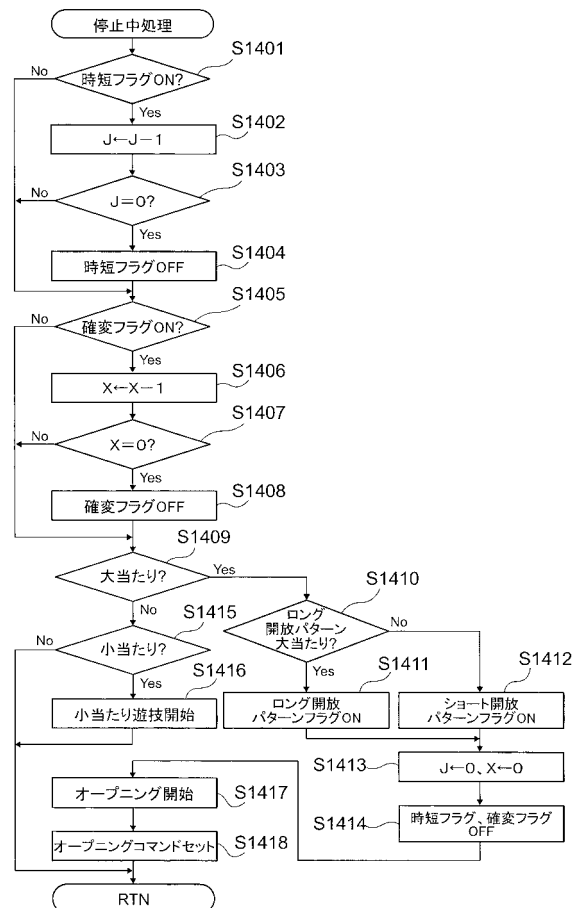 停止中処理
S1401
時短フラグON?
No
Yes
S1402
J←J－1
S1403
J＝0?
No
Yes
S1404
時短フラグOFF
S1405
確変フラグON?
No
Yes
S1406
X←X－1
S1407
X＝0?
No
Yes
S1408
確変フラグOFF
S1409
大当たり?
Yes
No
S1410
ロング
開放パターン
大当たり?
No
Yes
S1411
ロング開放
パターンフラグON
S1412
ショート開放
パターンフラグON
S1413
J←0、X←0
S1414
時短フラグ、確変フラグ
OFF
S1415
小当たり?
No
Yes
S1416
小当たり遊技開始
S1417
オープニング開始
S1418
オープニングコマンドセット
RTN